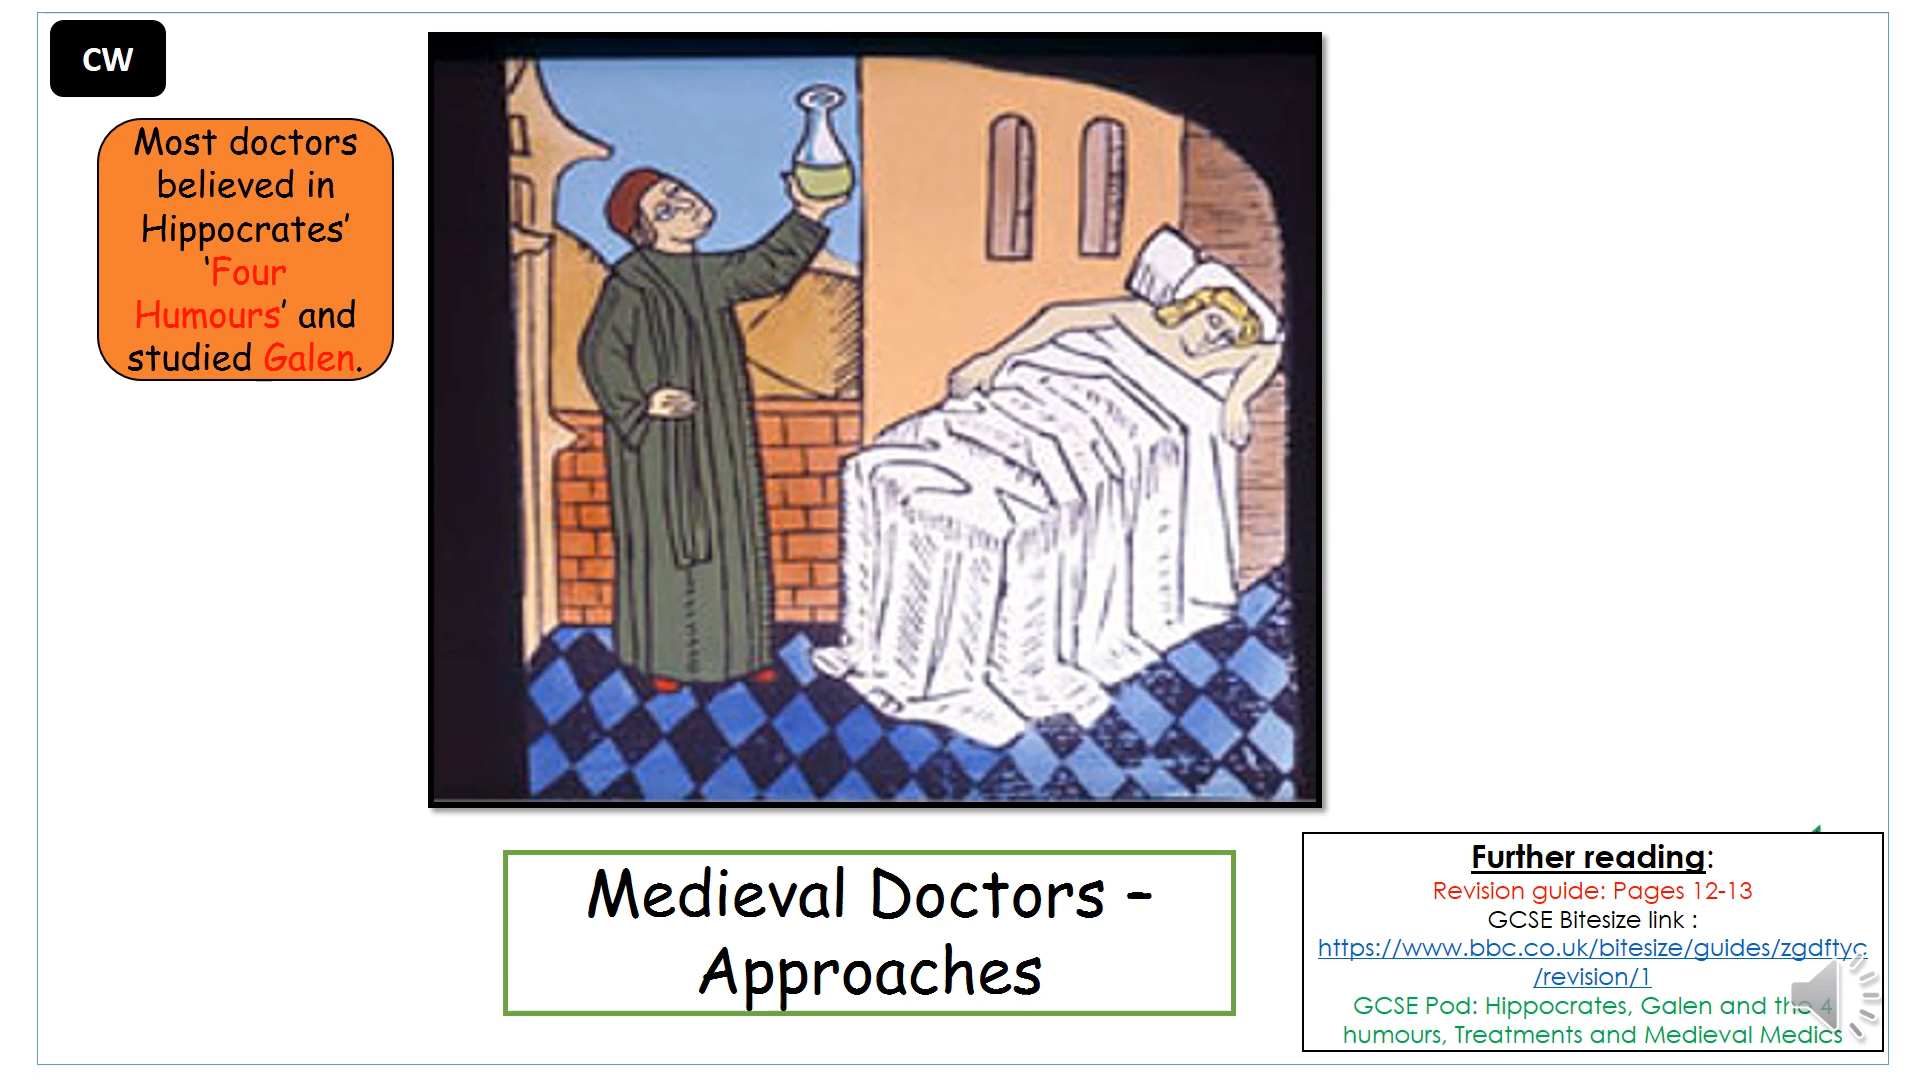 CW
Most doctors
believed in
Hippocrates’
‘Four
Humours’ and
studied Galen.
Medieval Doctors –
Approaches
Further reading:
Revision guide: Pages 12-13
GCSE Bitesize link :
https://www.bbc.co.uk/bitesize/guides/zgdftyc
/revision/1
GCSE Pod: Hippocrates, Galen and the 4
humours, Treatments and Medieval Medics